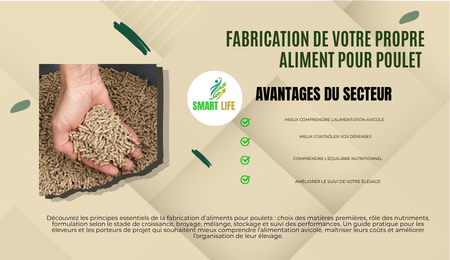 FABRICATION DE VOTRE PROPRE
ALIMENT POUR POULET
SMART LIFE
AVANTAGES DU SECTEUR
MIEUX COMPRENDRE L'ALIMENTATION AVICOLE
MIEUX CONTRÔLER VOS DÉPENSES
COMPRENDRE L'ÉQUILIBRE NUTRITIONNEL
AMÉLIORER LE SUIVI DE VOTRE ÉLEVAGE
Découvrez les principes essentiels de la fabrication d'aliments pour poulets : choix des matières premières, rôle des nutriments,
formulation selon le stade de croissance, broyage, mélange, stockage et suivi des performances. Un guide pratique pour les
éleveurs et les porteurs de projet qui souhaitent mieux comprendre l'alimentation avicole, maîtriser leurs coûts et améliorer
l'organisation de leur élevage.